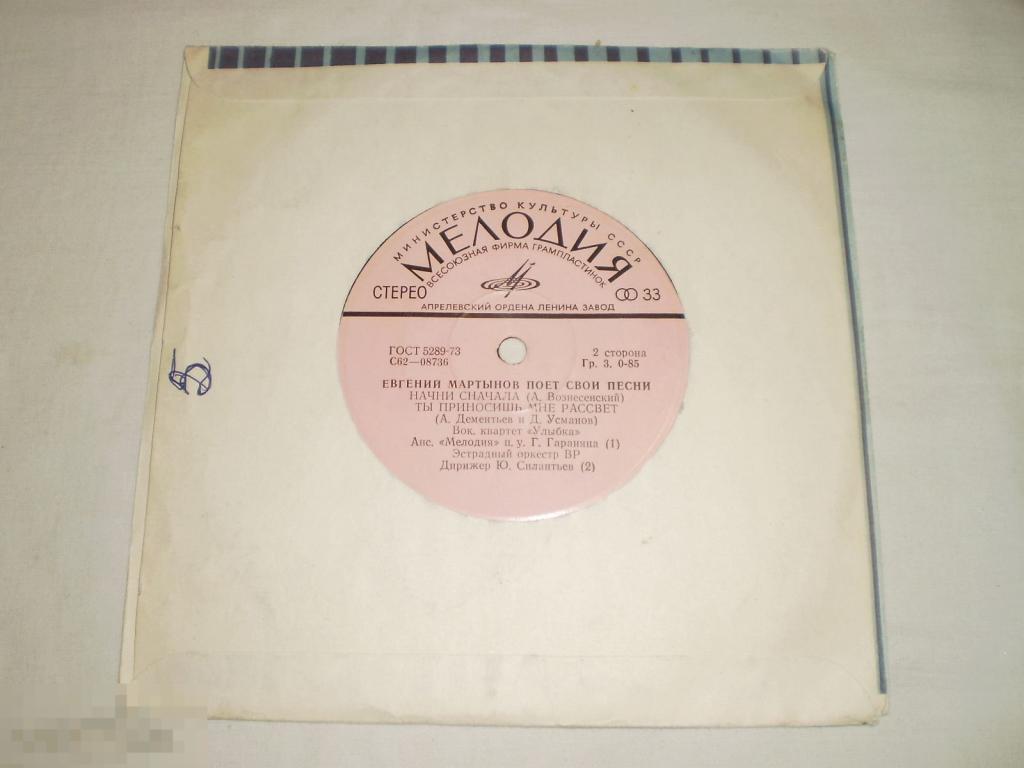 МИНИСТЕРСТВО КУЛЬТУРЫ СССР
МЕЛОДИЯ
ВСЕСОЮЗНАЯ ФИРМА ГРАМПЛАСТИНОК
СТЕРЕО 33
АПРЕЛЕВСКИЙ ОРДЕНА ЛЕНИНА ЗАВОД
ГОСТ 5289-73 2 сторона
С62—08736 Гр. 3. 0-85
ЕВГЕНИЙ МАРТЫНОВ ПОЕТ СВОИ ПЕСНИ
НАЧНИ СНАЧАЛА (А. Вознесенский)
ТЫ ПРИНОСИШЬ МНЕ РАССВЕТ
(А. Дементьев и Д. Усманов)
Вок. квартет «Улыбка»
Анс. «Мелодия» п. у. Г. Гараняна (1)
Эстрадный оркестр ВР
Дирижер Ю. Силантьев (2)